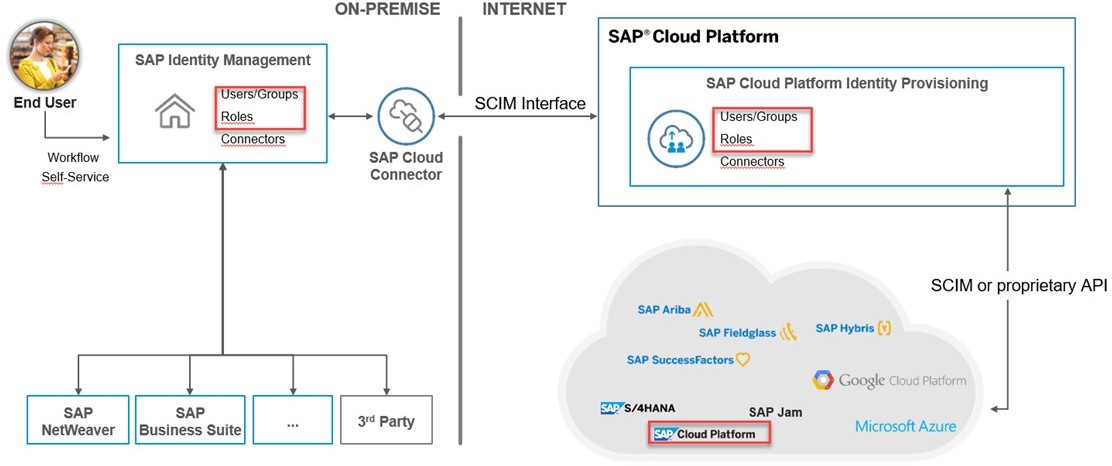 ON-PREMISE
INTERNET
End User
Workflow
Self-Service
SAP Identity Management
Users/Groups
Roles
Connectors
SAP Cloud
Connector
SCIM Interface
SAP® Cloud Platform
SAP Cloud Platform Identity Provisioning
Users/Groups
Roles
Connectors
SCIM or proprietary API
SAP
NetWeaver
SAP
Business Suite
...
3rd Party
SAP Ariba
SAP Fieldglass
SAP Hybris
SAP SuccessFactors
Google Cloud Platform
SAP S/4HANA
SAP Jam
SAP Cloud Platform
Microsoft Azure